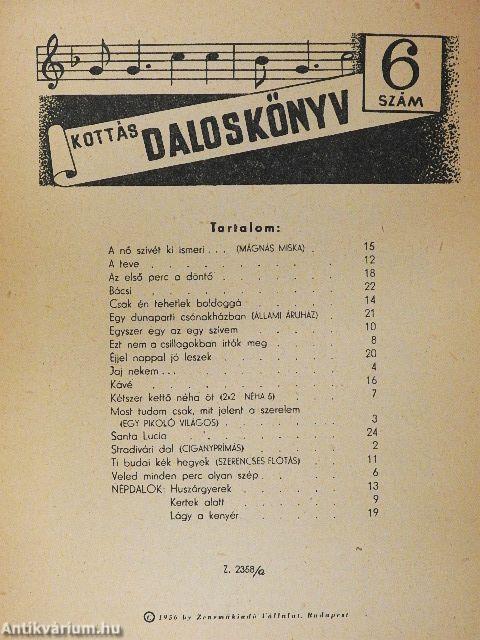 6
SZÁM
KOTTÁS DALOSKÖNYV
Tartalom:
A nő szivét ki ismeri . . . (MÁGNÁS MISKA) . 15
A teve . . . . . . . . . 12
Az első perc a döntő . . . . . . 18
Bácsi . . . . . . . . . 22
Csak én tehetlek boldoggá . . . . . 14
Egy dunaparti csónakházban (ÁLLAMI ÁRUHÁZ) 21
Egyszer egy az egy szívem . . . . . 10
Ezt nem a csillagokban írták meg . . . . 8
Éjjel nappal jó leszek . . . . . . 20
Jaj nekem . . . . . . . . 4
Kávé . . . . . . . . . 16
Kétszer kettő néha öt (2x2 NÉHA 5) . . . 7
Most tudom csak, mit jelent a szerelem
(EGY PIKOLÓ VILÁGOS) . . . . . 3
Santa Lucia . . . . . . . . 24
Stradivári dal (CIGÁNYPRÍMÁS) . . . . 2
Ti budai kék hegyek (SZERENCSÉS FLÓTÁS) . . 11
Veled minden perc olyan szép . . . . . 6
NÉPDALOK: Huszárgyerek . . . . . 13
Kertek alatt . . . . . 9
Lágy a kenyér . . . . . 19
Z. 2358/a
© 1956 by Zeneműkiadó Vállalat, Budapest
Antikvárium.hu